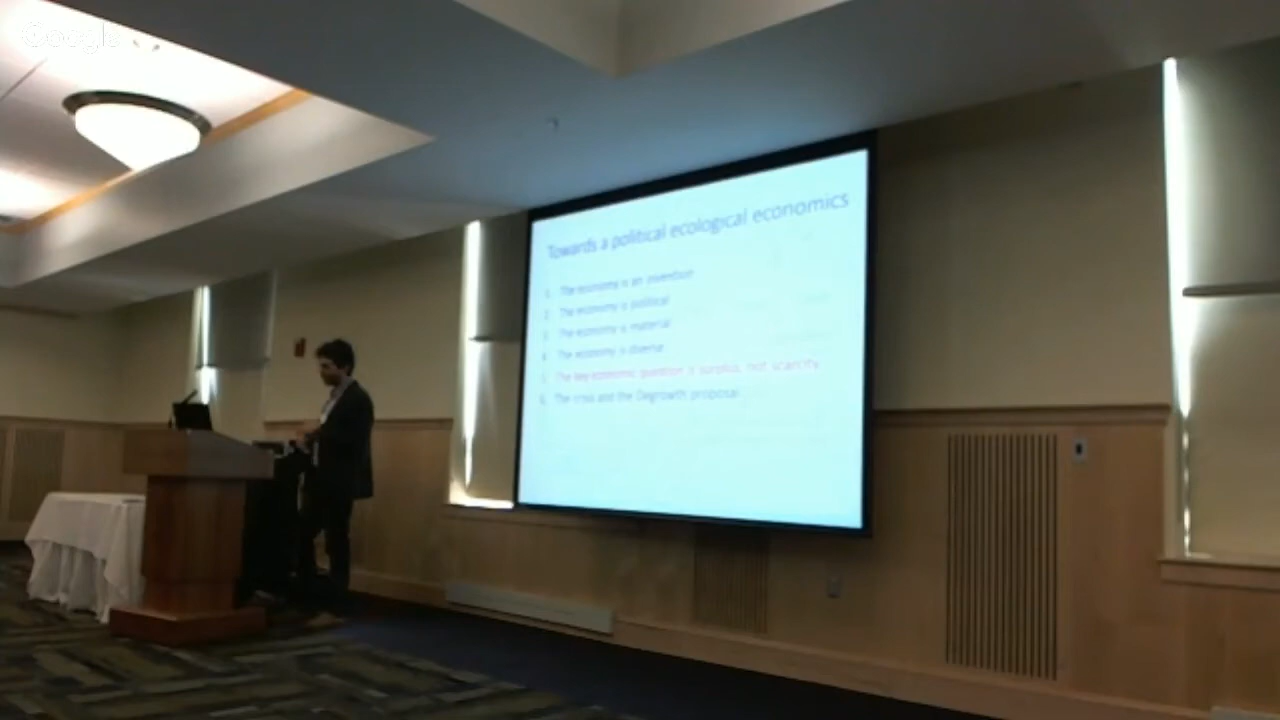 Google
Towards a political ecological economics
1. The economy is an invention
2. The economy is political
3. The economy is material
4. The economy is diverse
5. The key economic question is surplus, not scarcity
6. The crisis and the Degrowth proposal